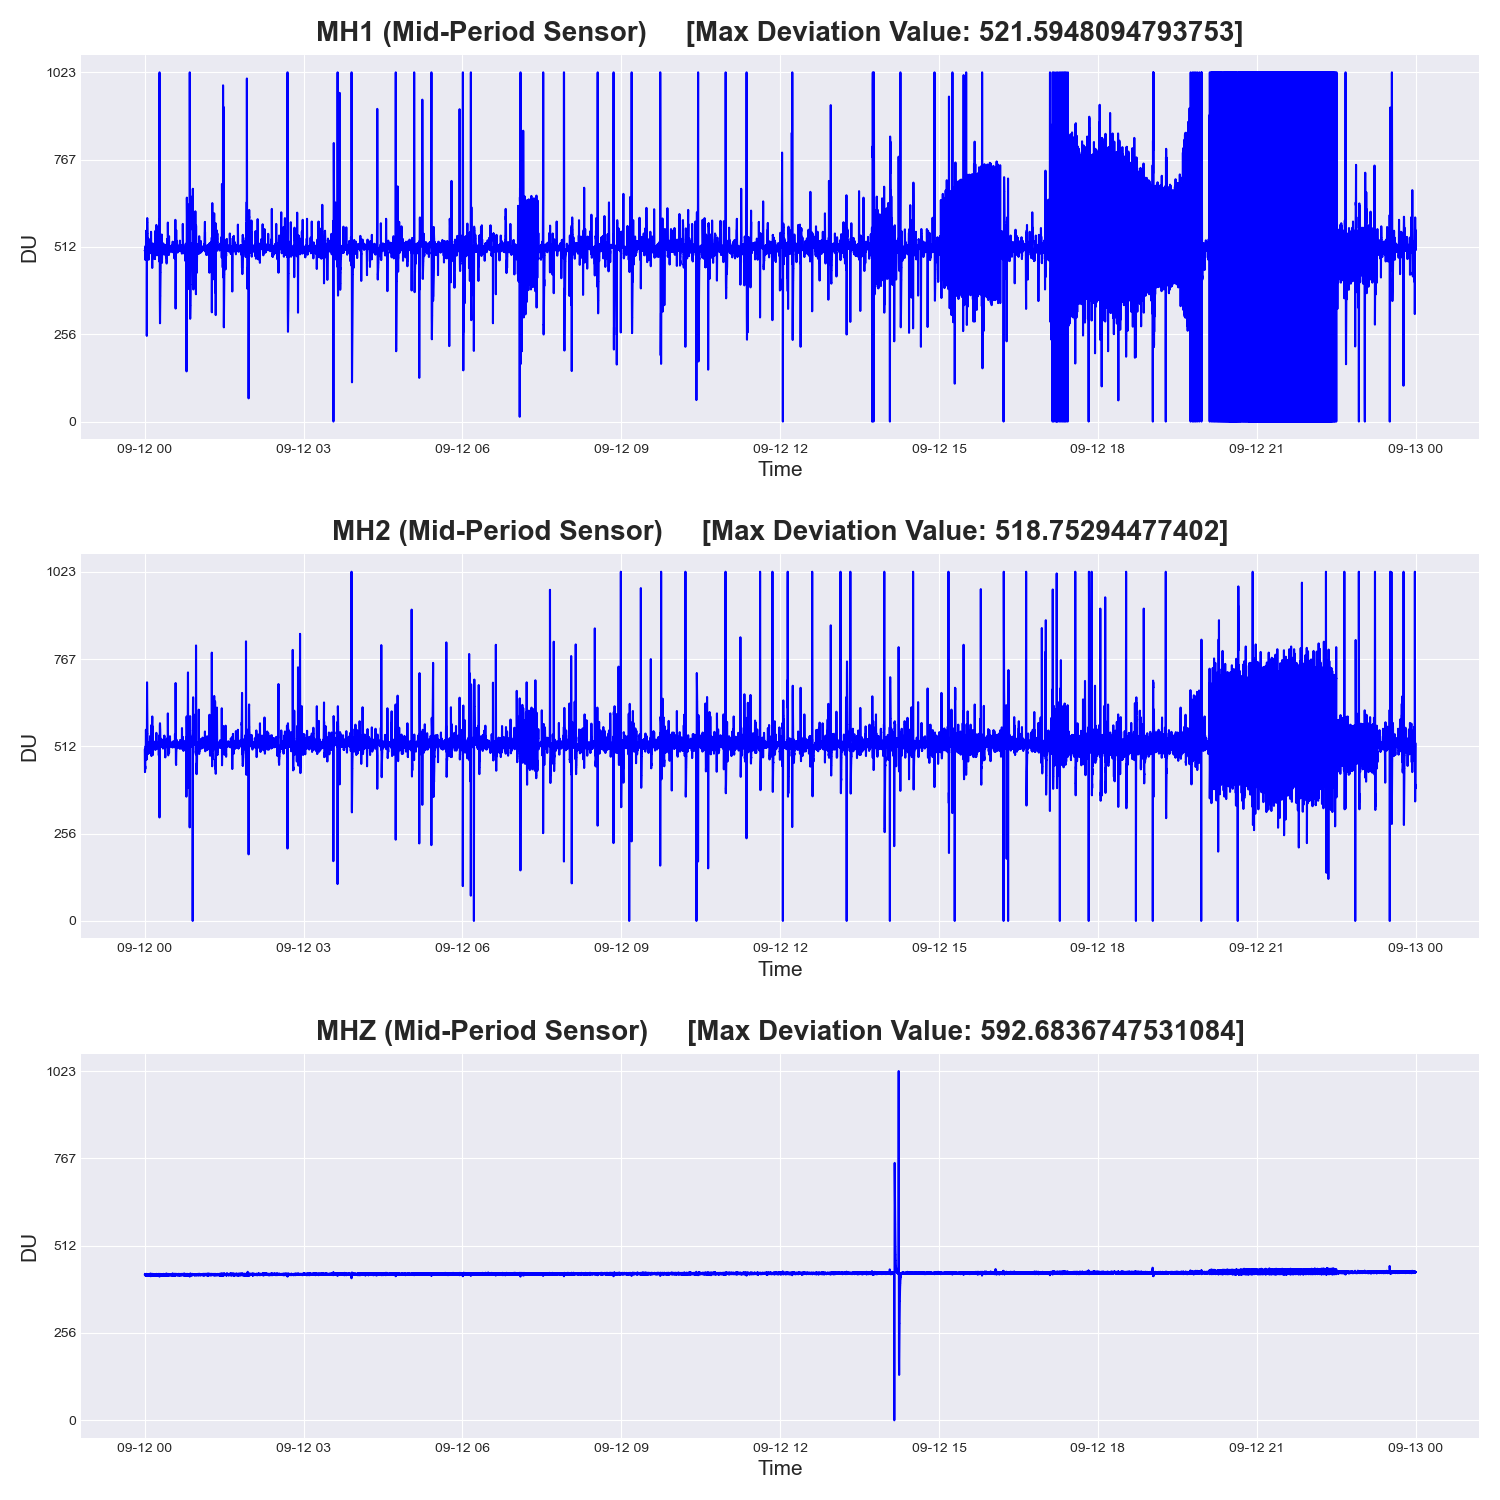 MH1 (Mid-Period Sensor)     [Max Deviation Value: 521.5948094793753]
1023
767
512
256
0
DU
09-12 00 09-12 03 09-12 06 09-12 09 09-12 12 09-12 15 09-12 18 09-12 21 09-13 00
Time
MH2 (Mid-Period Sensor)     [Max Deviation Value: 518.75294477402]
1023
767
512
256
0
DU
09-12 00 09-12 03 09-12 06 09-12 09 09-12 12 09-12 15 09-12 18 09-12 21 09-13 00
Time
MHZ (Mid-Period Sensor)     [Max Deviation Value: 592.6836747531084]
1023
767
512
256
0
DU
09-12 00 09-12 03 09-12 06 09-12 09 09-12 12 09-12 15 09-12 18 09-12 21 09-13 00
Time